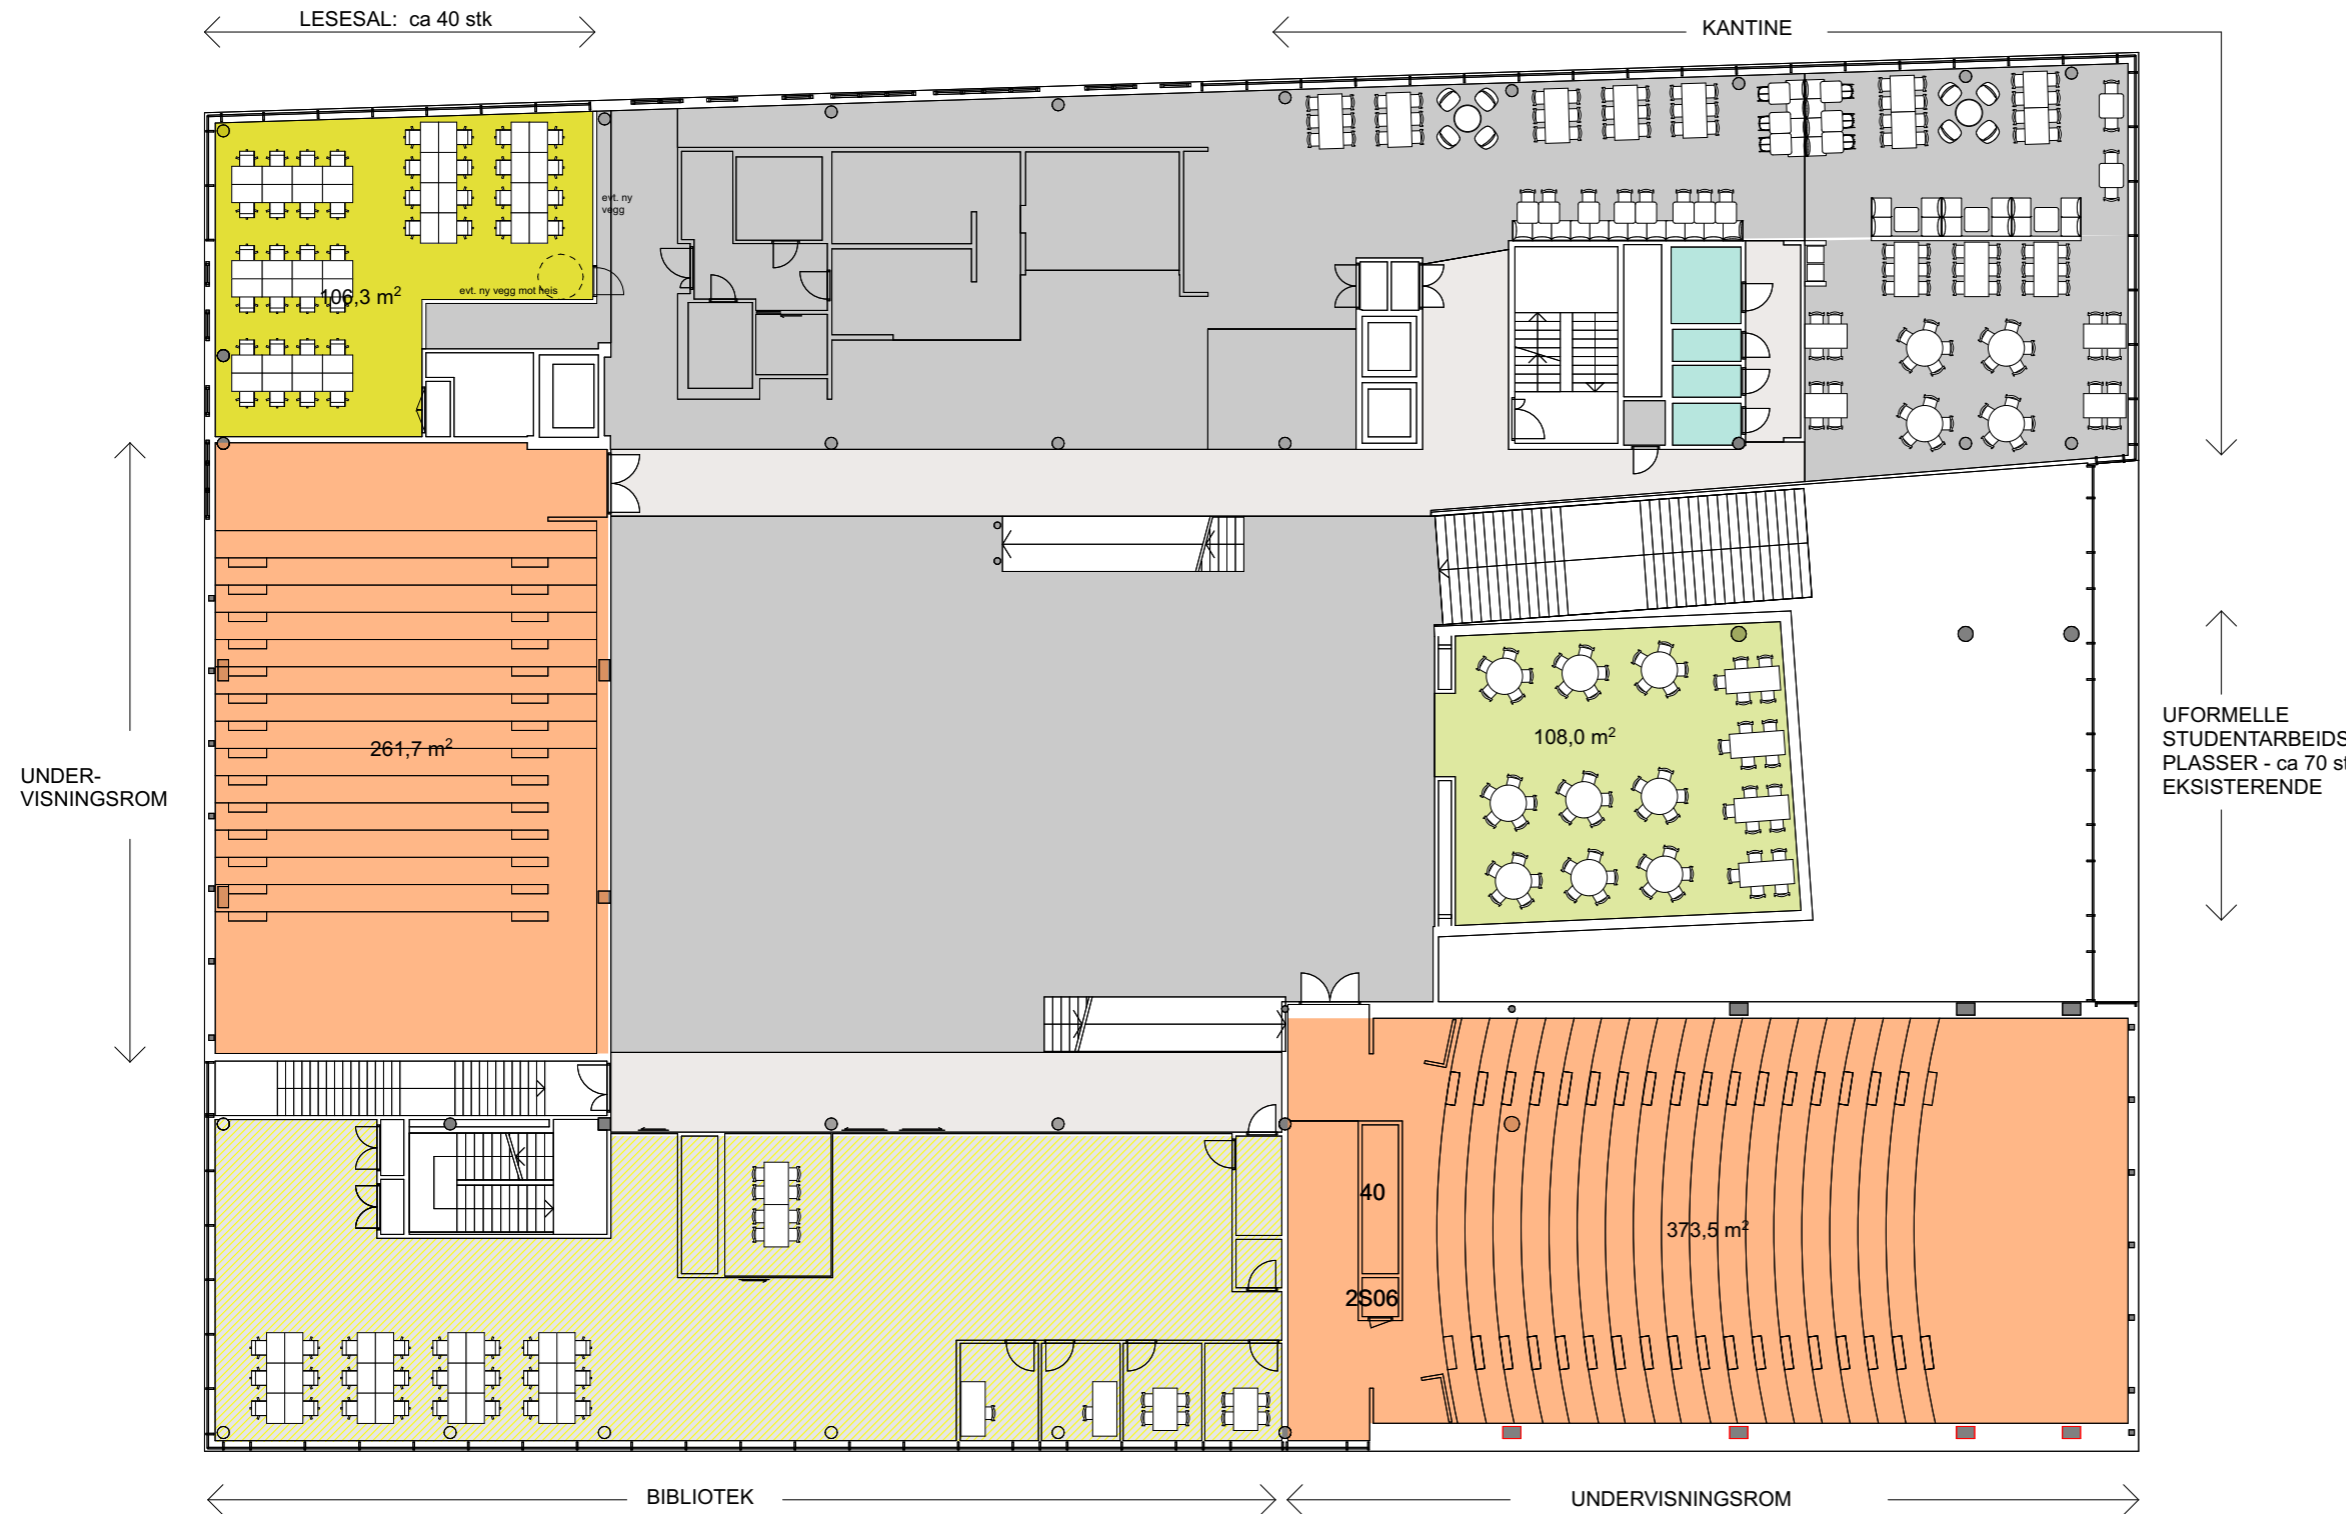 LESESAL: ca 40 stk
KANTINE
evt. ny
vegg
evt. ny vegg mot heis
106,3 m²
UNDER-
VISNINGSROM
261,7 m²
108,0 m²
UFORMELLE
STUDENTARBEIDS
PLASSER - ca 70 st
EKSISTERENDE
40
2S06
373,5 m²
BIBLIOTEK
UNDERVISNINGSROM